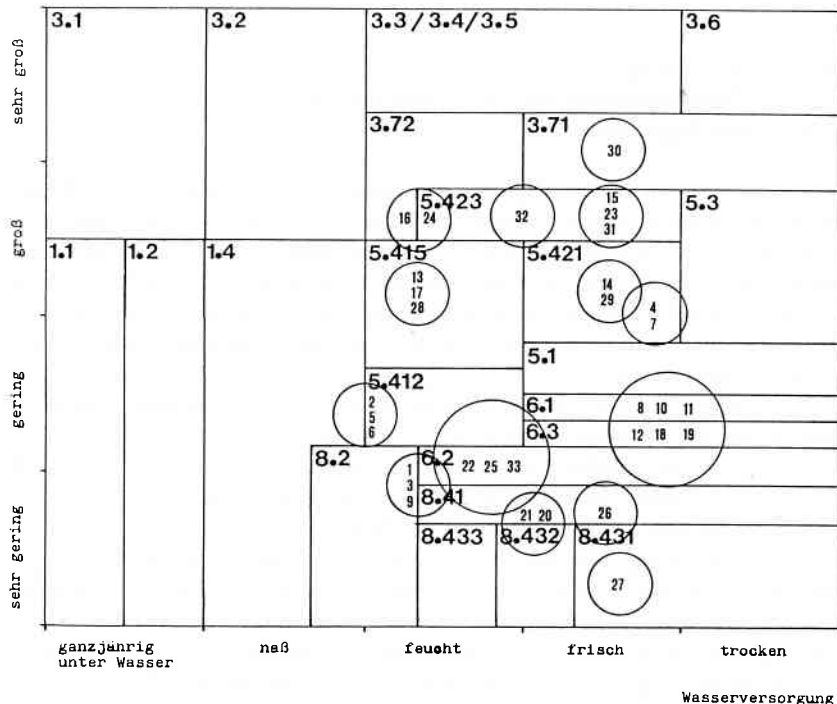 3.1 3.2 3.3 / 3.4 / 3.5 3.6
sehr groß
3.72 3.71
30
5.423 15 5.3
16 24 32 23
31
groß
1.1 1.2 1.4 5.415 5.421
13 14
17 29 4
28 7
5.1
gering
5.412
2 6.1 8 10 11
5 6.3 12 18 19
6
8.2 1 6.2 22 25 33
3
9 8.41
21 20 26
sehr gering
8.433 8.432 8.431
27
ganzjährig naß feucht frisch trocken
unter Wasser
Wasserversorgung